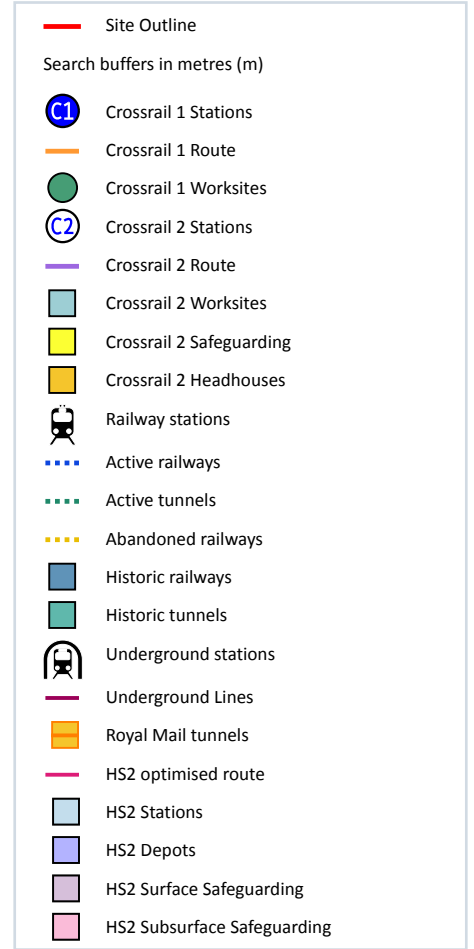 Site Outline
Search buffers in metres (m)
C1 Crossrail 1 Stations
Crossrail 1 Route
Crossrail 1 Worksites
C2 Crossrail 2 Stations
Crossrail 2 Route
Crossrail 2 Worksites
Crossrail 2 Safeguarding
Crossrail 2 Headhouses
Railway stations
Active railways
Active tunnels
Abandoned railways
Historic railways
Historic tunnels
Underground stations
Underground Lines
Royal Mail tunnels
HS2 optimised route
HS2 Stations
HS2 Depots
HS2 Surface Safeguarding
HS2 Subsurface Safeguarding